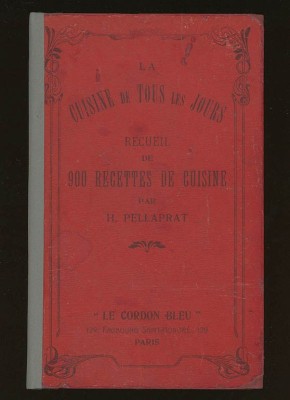 LA
CUISINE DE TOUS LES JOURS
RECUEIL
DE
900 RECETTES DE CUISINE
PAR
H. PELLAPRAT
" LE CORDON BLEU "
PARIS